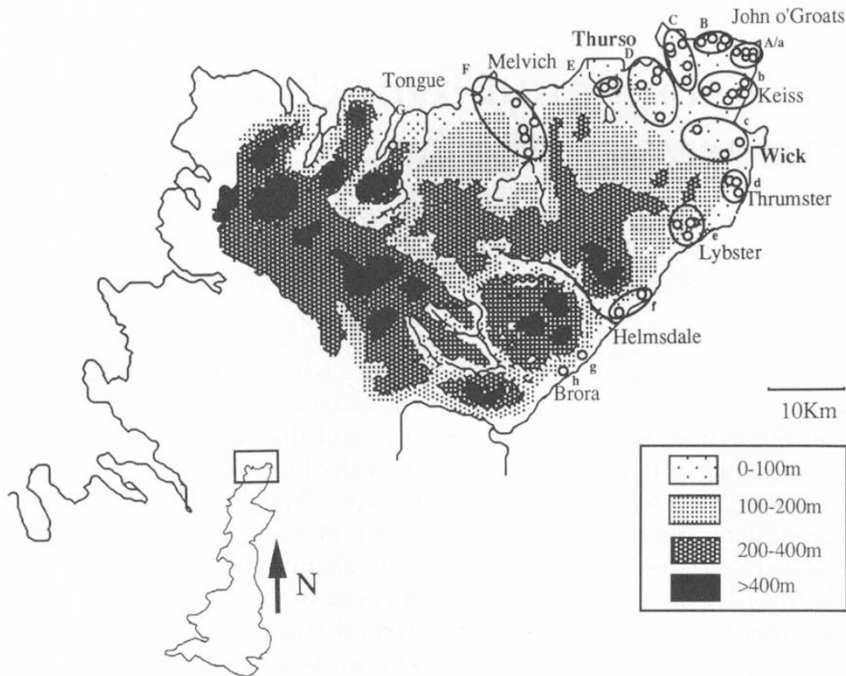 John o'Groats
C
B
A/a
Thurso
D
E
Melvich
F
Tongue
G
b
Keiss
c
Wick
d
Thrumster
e
Lybster
f
Helmsdale
g
h
Brora
10Km
0-100m
100-200m
200-400m
>400m
N